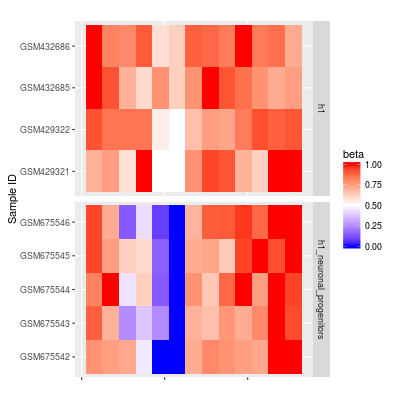 Sample ID
GSM432686
GSM432685
GSM429322
GSM429321
h1
GSM675546
GSM675545
GSM675544
GSM675543
GSM675542
h1_neuronal_progenitors
beta
1.00
0.75
0.50
0.25
0.00